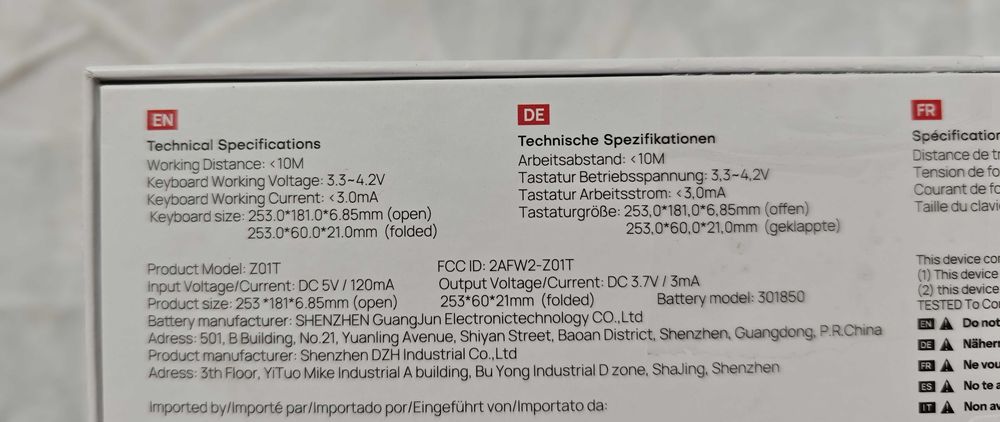 EN
Technical Specifications
Working Distance: <10M
Keyboard Working Voltage: 3.3~4.2V
Keyboard Working Current: <3.0mA
Keyboard size: 253.0*181.0*6.85mm (open)
253.0*60.0*21.0mm (folded)
DE
Technische Spezifikationen
Arbeitsabstand: <10M
Tastatur Betriebsspannung: 3,3~4,2V
Tastatur Arbeitsstrom: <3,0mA
Tastaturgröße: 253,0*181,0*6,85mm (offen)
253,0*60,0*21,0mm (geklappte)
FR
Spécification
Distance de tr
Tension de fo
Courant de fo
Taille du clavi
Product Model: Z01T FCC ID: 2AFW2-Z01T
Input Voltage/Current: DC 5V / 120mA Output Voltage/Current: DC 3.7V / 3mA
Product size: 253 *181*6.85mm (open) 253*60*21mm (folded) Battery model: 301850
Battery manufacturer: SHENZHEN GuangJun Electronictechnology CO.,Ltd
Adress: 501, B Building, No.21, Yuanling Avenue, Shiyan Street, Baoan District, Shenzhen, Guangdong, P.R.China
Product manufacturer: Shenzhen DZH Industrial Co.,Ltd
Adress: 3th Floor, YiTuo Mike Industrial A building, Bu Yong Industrial D zone, ShaJing, Shenzhen
Imported by/Importé par/Importado por/Eingeführt von/Importato da:
This device con
(1) This device
(2) this device
TESTED To Con
EN Do not
DE Nähern
FR Ne vou
ES No te a
IT Non av